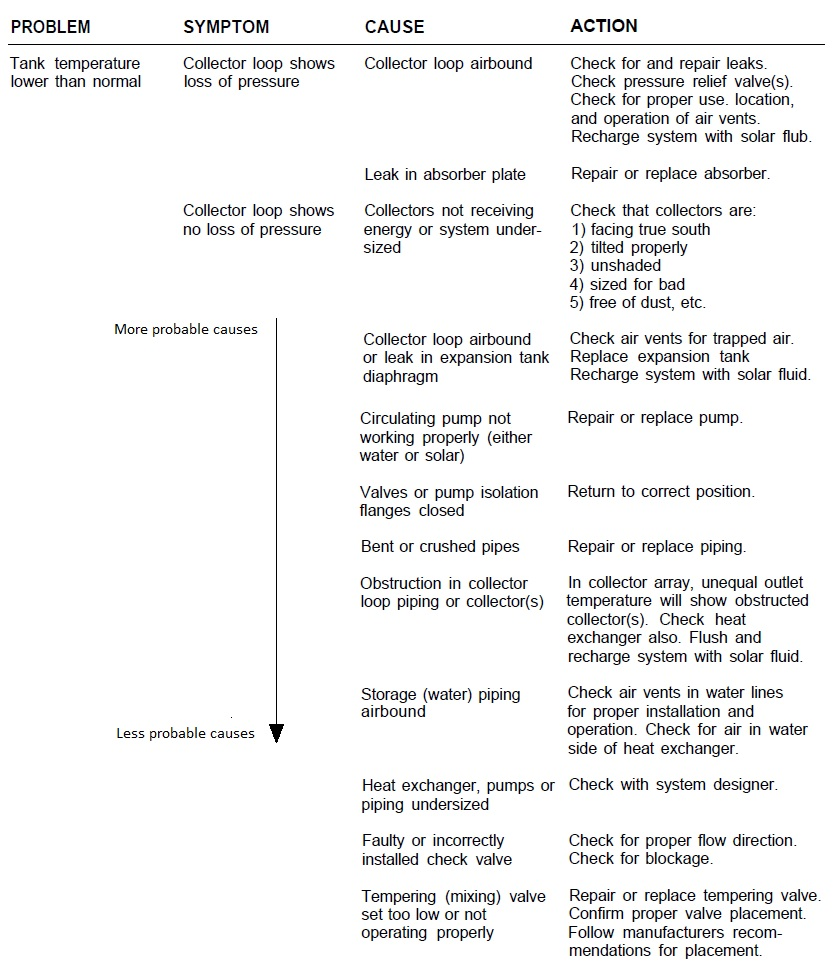 PROBLEM SYMPTOM CAUSE ACTION
Tank temperature
lower than normal
Collector loop shows
loss of pressure
Collector loop airbound
Check for and repair leaks.
Check pressure relief valve(s).
Check for proper use. location,
and operation of air vents.
Recharge system with solar flub.
Leak in absorber plate
Repair or replace absorber.
Collector loop shows
no loss of pressure
Collectors not receiving
energy or system under-
sized
Check that collectors are:
1) facing true south
2) tilted properly
3) unshaded
4) sized for bad
5) free of dust, etc.
More probable causes
Collector loop airbound
or leak in expansion tank
diaphragm
Check air vents for trapped air.
Replace expansion tank
Recharge system with solar fluid.
Circulating pump not
working properly (either
water or solar)
Repair or replace pump.
Valves or pump isolation
flanges closed
Return to correct position.
Bent or crushed pipes
Repair or replace piping.
Obstruction in collector
loop piping or collector(s)
In collector array, unequal outlet
temperature will show obstructed
collector(s). Check heat
exchanger also. Flush and
recharge system with solar fluid.
Storage (water) piping
airbound
Check air vents in water lines
for proper installation and
operation. Check for air in water
side of heat exchanger.
Less probable causes
Heat exchanger, pumps or
piping undersized
Check with system designer.
Faulty or incorrectly
installed check valve
Check for proper flow direction.
Check for blockage.
Tempering (mixing) valve
set too low or not
operating properly
Repair or replace tempering valve.
Confirm proper valve placement.
Follow manufacturers recom-
mendations for placement.